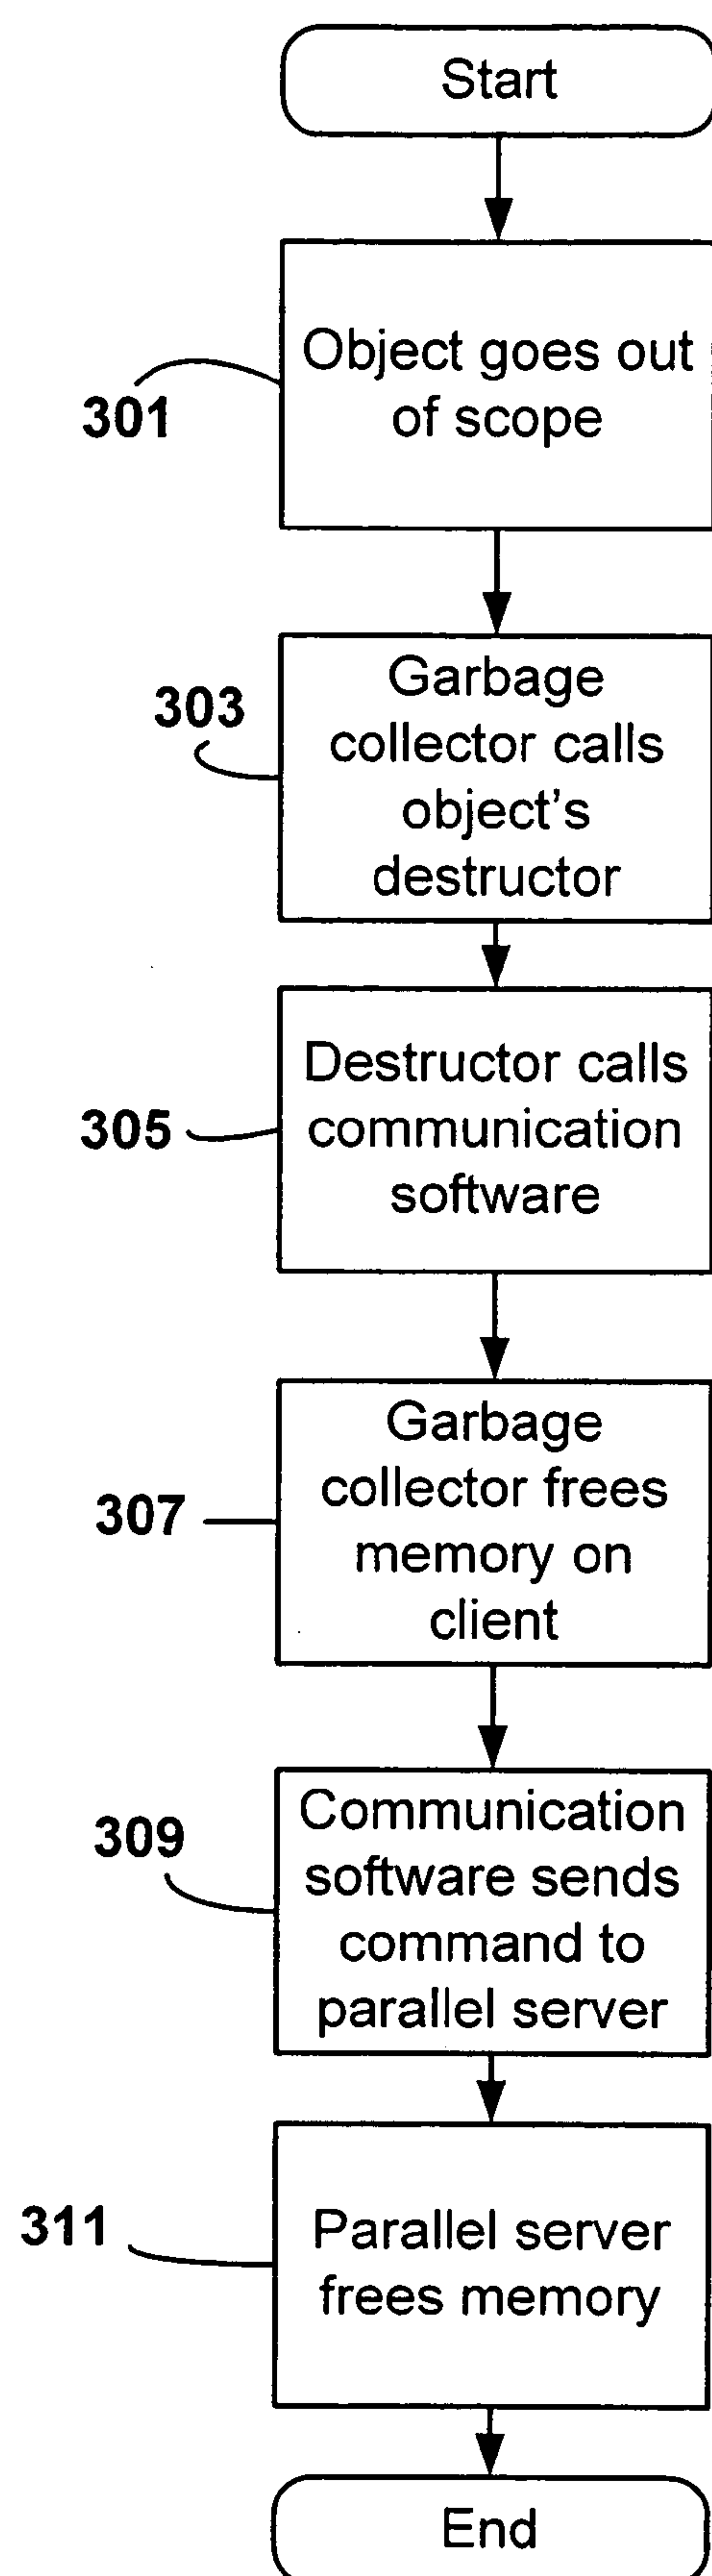 Start
Object goes out
of scope
301
Garbage
collector calls
object's
destructor
303
Destructor calls
communication
software
305
Garbage
collector frees
memory on
client
307
Communication
software sends
command to
parallel server
309
Parallel server
frees memory
311
End